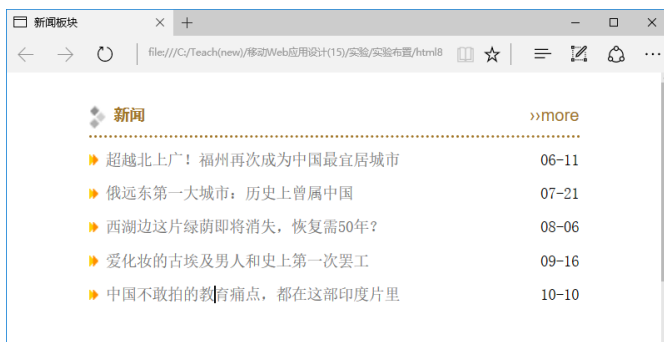 新闻板块
file:///C:/Teach(new)/移动Web应用设计(15)/实验/实验布置/html8
新闻 ››more
超越北上广！福州再次成为中国最宜居城市 06-11
俄远东第一大城市：历史上曾属中国 07-21
西湖边这片绿荫即将消失，恢复需50年？ 08-06
爱化妆的古埃及男人和史上第一次罢工 09-16
中国不敢拍的教育痛点，都在这部印度片里 10-10